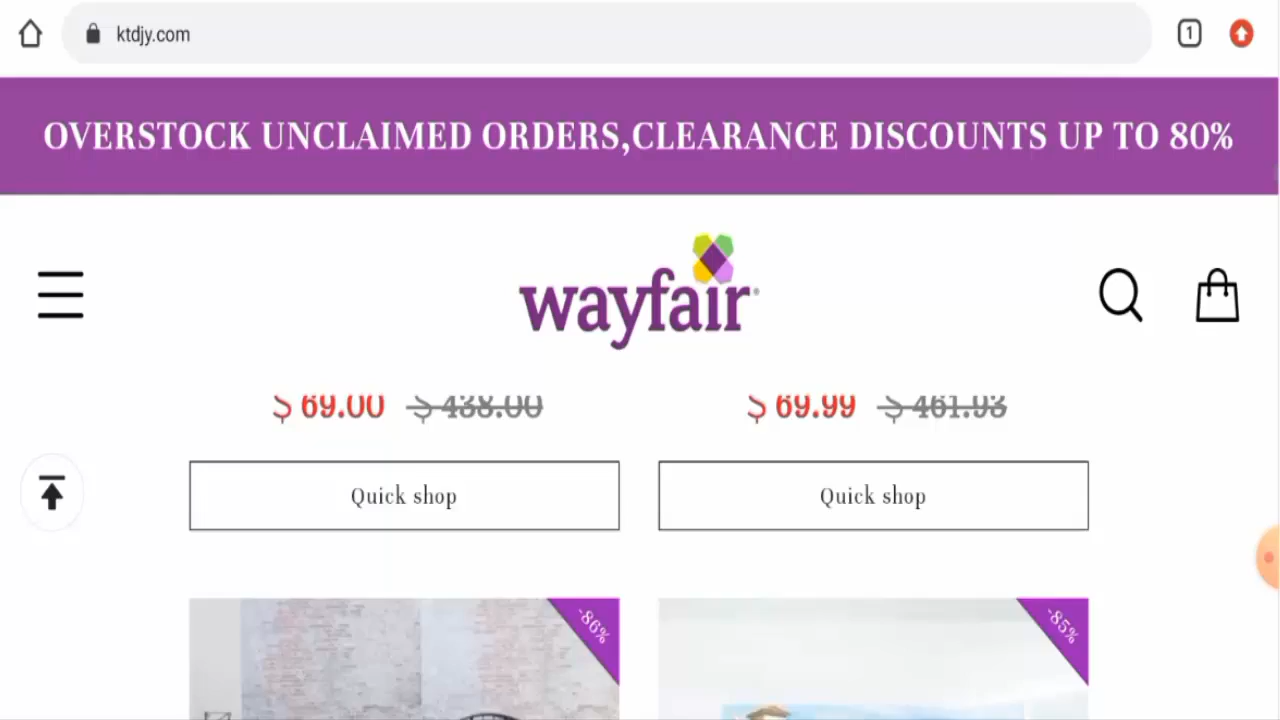 ktdjy.com
1
OVERSTOCK UNCLAIMED ORDERS,CLEARANCE DISCOUNTS UP TO 80%
wayfair®
$ 69.00 $ 438.00
$ 69.99 $ 461.93
Quick shop
Quick shop
-86%
-85%